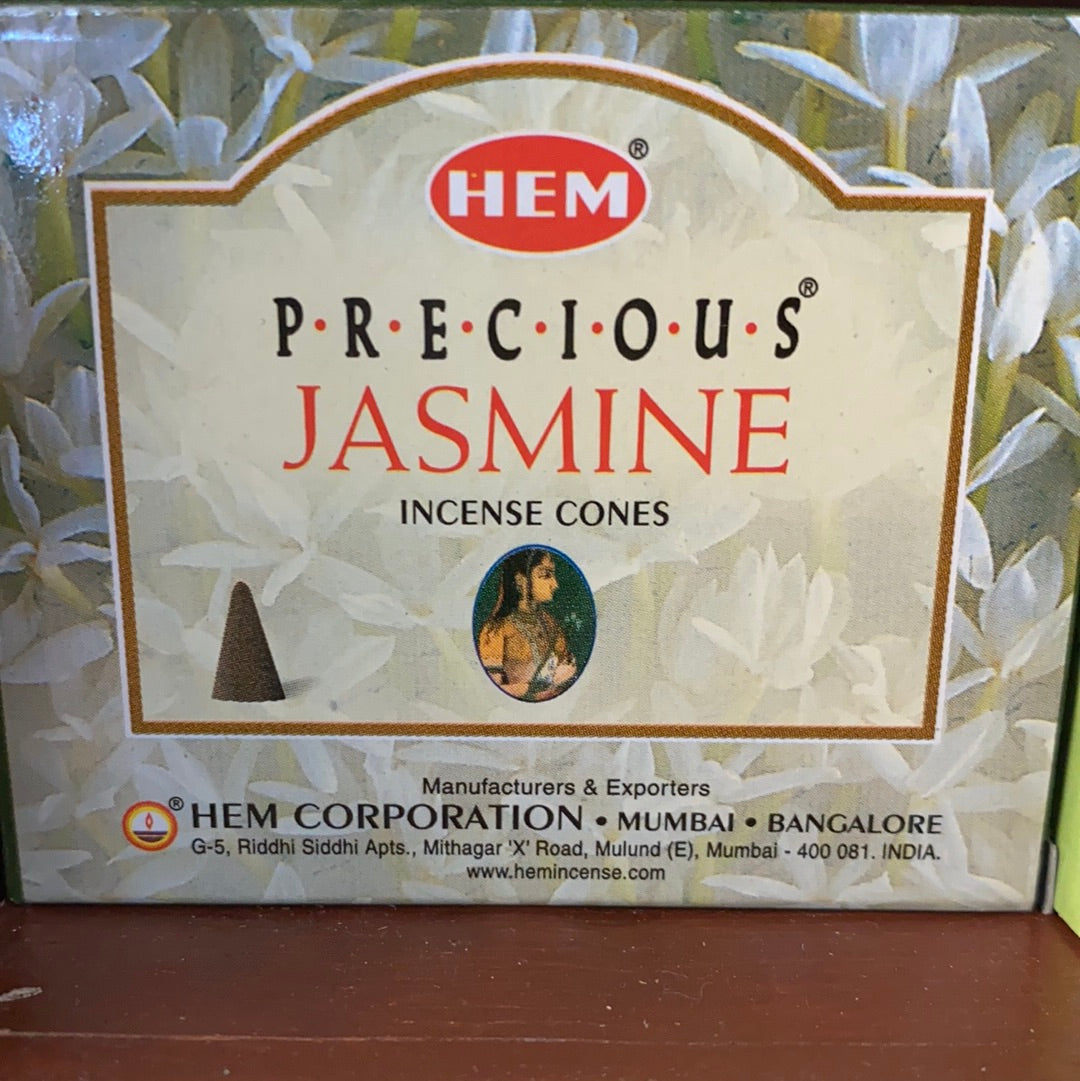 HEM®
P·R·E·C·I·O·U·S®
JASMINE
INCENSE CONES
Manufacturers & Exporters
® HEM CORPORATION • MUMBAI • BANGALORE
G-5, Riddhi Siddhi Apts., Mithagar 'X' Road, Mulund (E), Mumbai - 400 081. INDIA.
www.hemincense.com